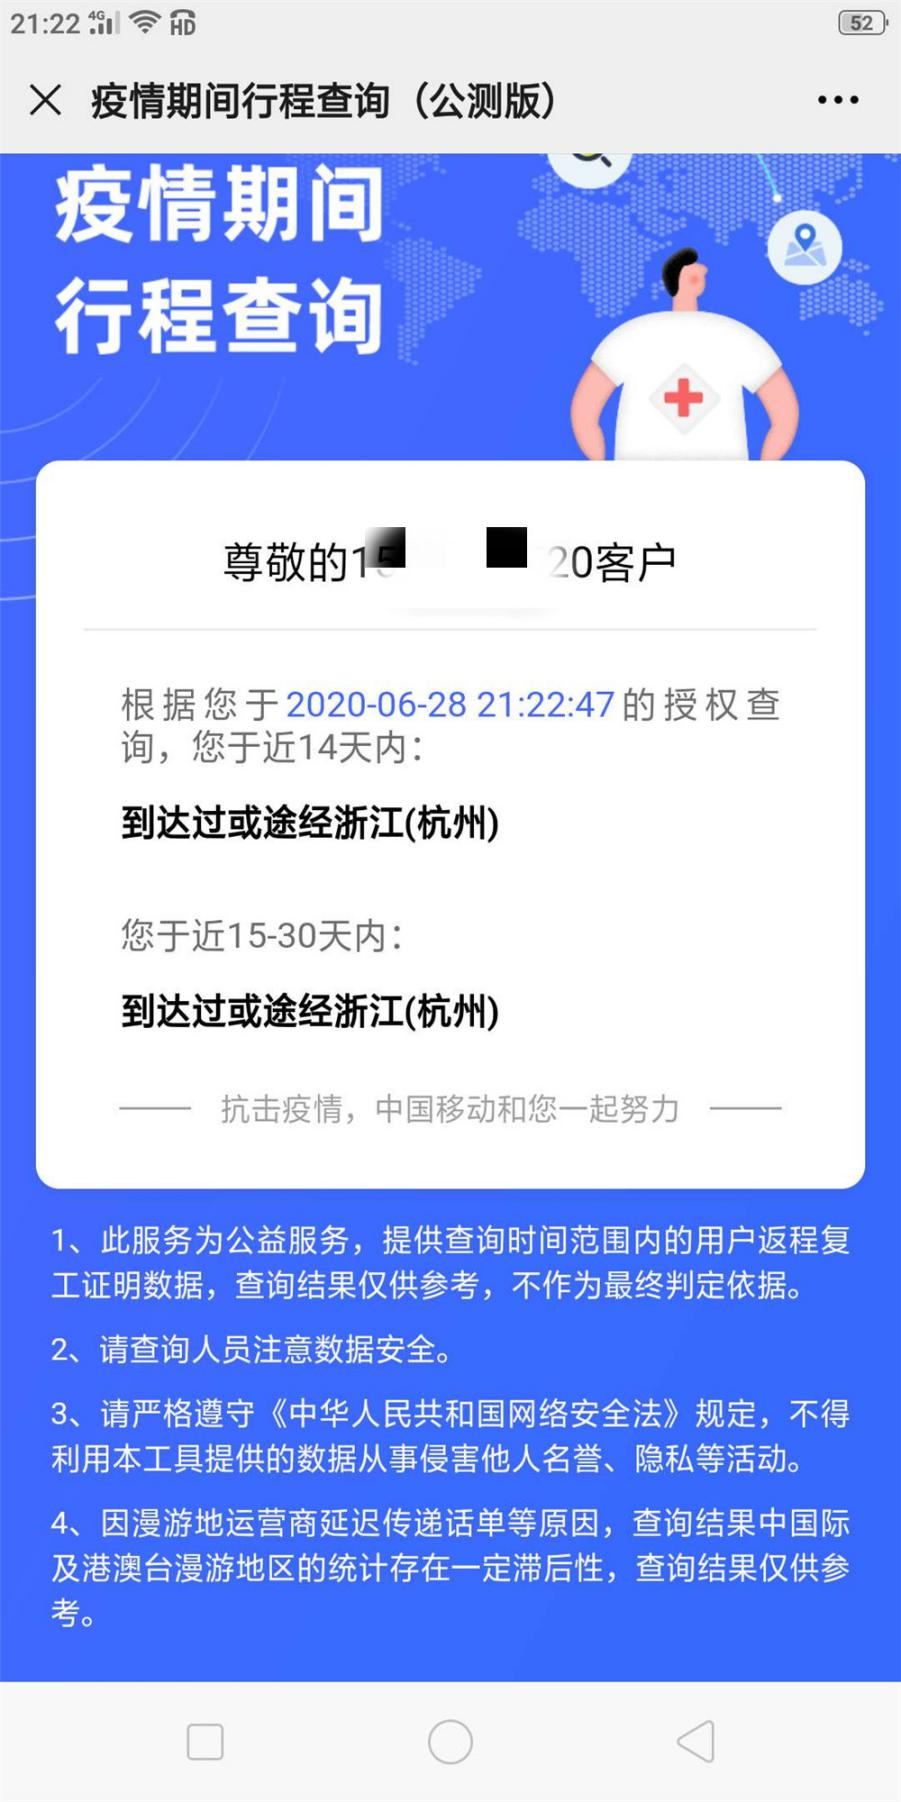 21:22 4G HD 52
疫情期间行程查询（公测版）
疫情期间
行程查询
尊敬的15 20客户
根据您于2020-06-28 21:22:47的授权查
询，您于近14天内：
到达过或途经浙江(杭州)
您于近15-30天内：
到达过或途经浙江(杭州)
抗击疫情，中国移动和您一起努力
1、此服务为公益服务，提供查询时间范围内的用户返程复
工证明数据，查询结果仅供参考，不作为最终判定依据。
2、请查询人员注意数据安全。
3、请严格遵守《中华人民共和国网络安全法》规定，不得
利用本工具提供的数据从事侵害他人名誉、隐私等活动。
4、因漫游地运营商延迟传递话单等原因，查询结果中国际
及港澳台漫游地区的统计存在一定滞后性，查询结果仅供参
考。